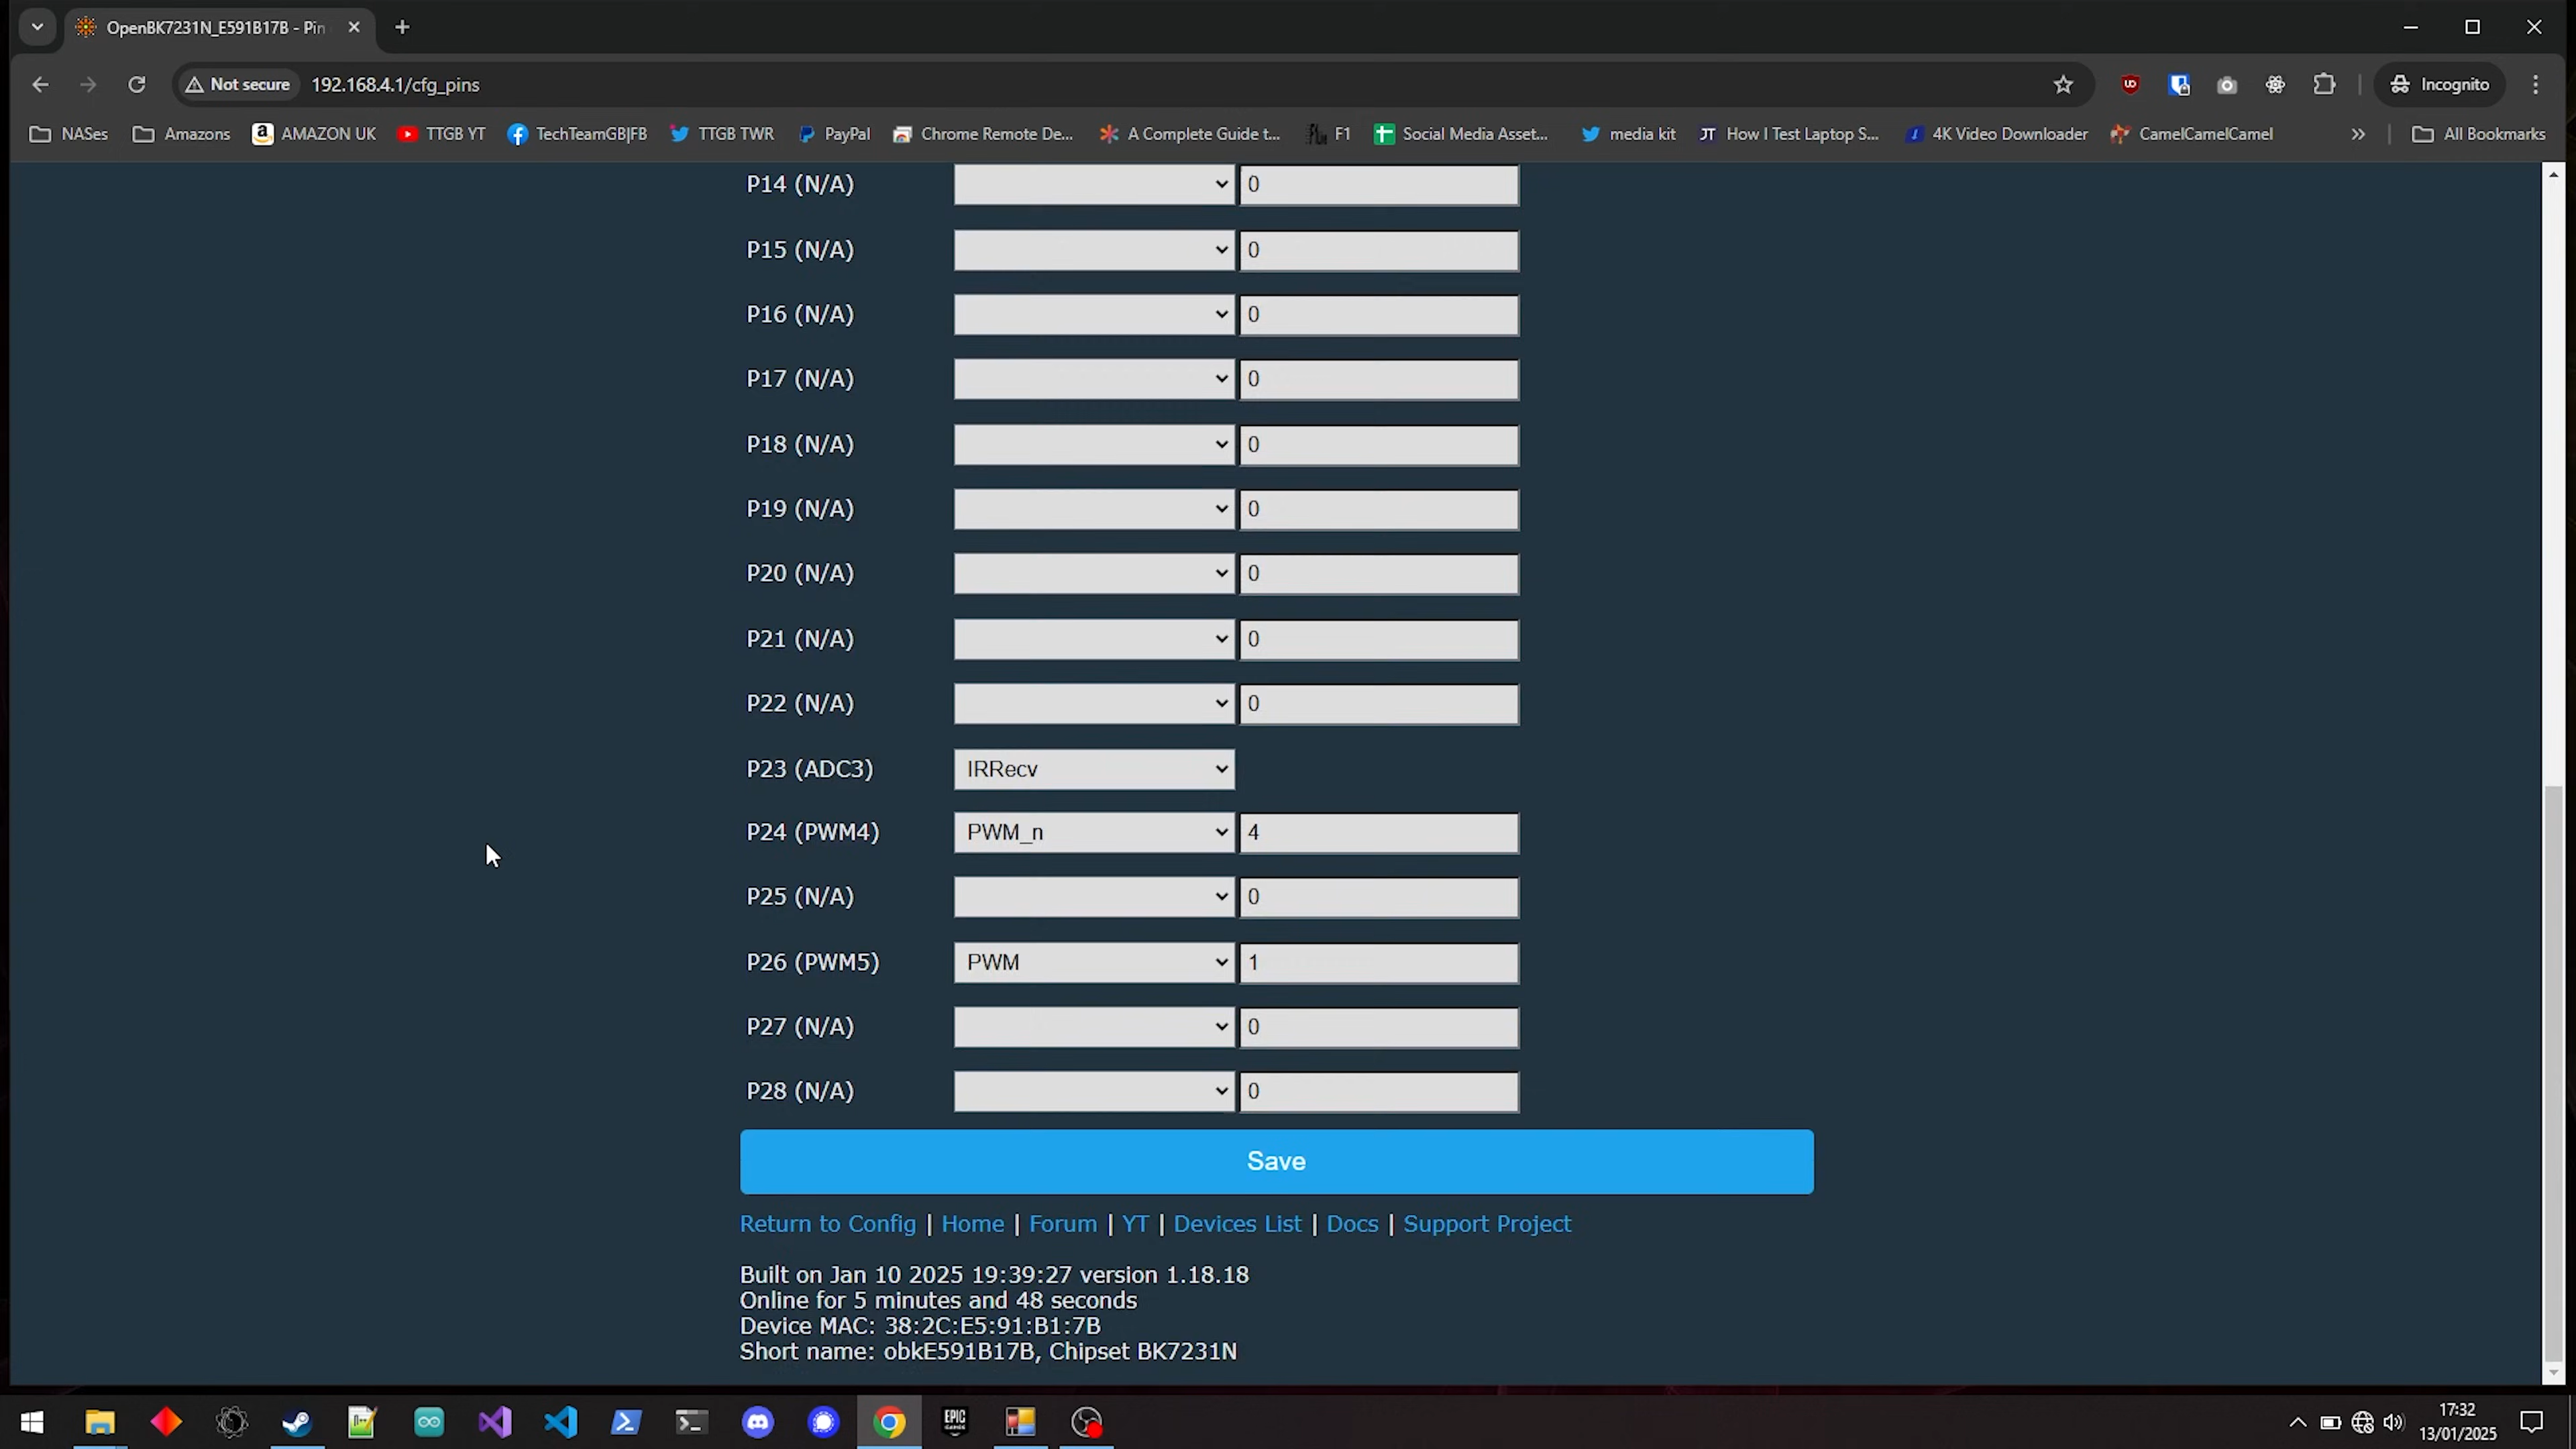 OpenBK7231N_E591B17B - Pin
Not secure 192.168.4.1/cfg_pins Incognito
NASes Amazons AMAZON UK TTGB YT TechTeamGB|FB TTGB TWR PayPal Chrome Remote De... A Complete Guide t... F1 Social Media Asset... media kit JT How I Test Laptop S... 4K Video Downloader CamelCamelCamel » All Bookmarks
P14 (N/A) 0
P15 (N/A) 0
P16 (N/A) 0
P17 (N/A) 0
P18 (N/A) 0
P19 (N/A) 0
P20 (N/A) 0
P21 (N/A) 0
P22 (N/A) 0
P23 (ADC3) IRRecv
P24 (PWM4) PWM_n 4
P25 (N/A) 0
P26 (PWM5) PWM 1
P27 (N/A) 0
P28 (N/A) 0
Save
Return to Config | Home | Forum | YT | Devices List | Docs | Support Project
Built on Jan 10 2025 19:39:27 version 1.18.18
Online for 5 minutes and 48 seconds
Device MAC: 38:2C:E5:91:B1:7B
Short name: obkE591B17B, Chipset BK7231N
EPIC GAMES
17:32
13/01/2025